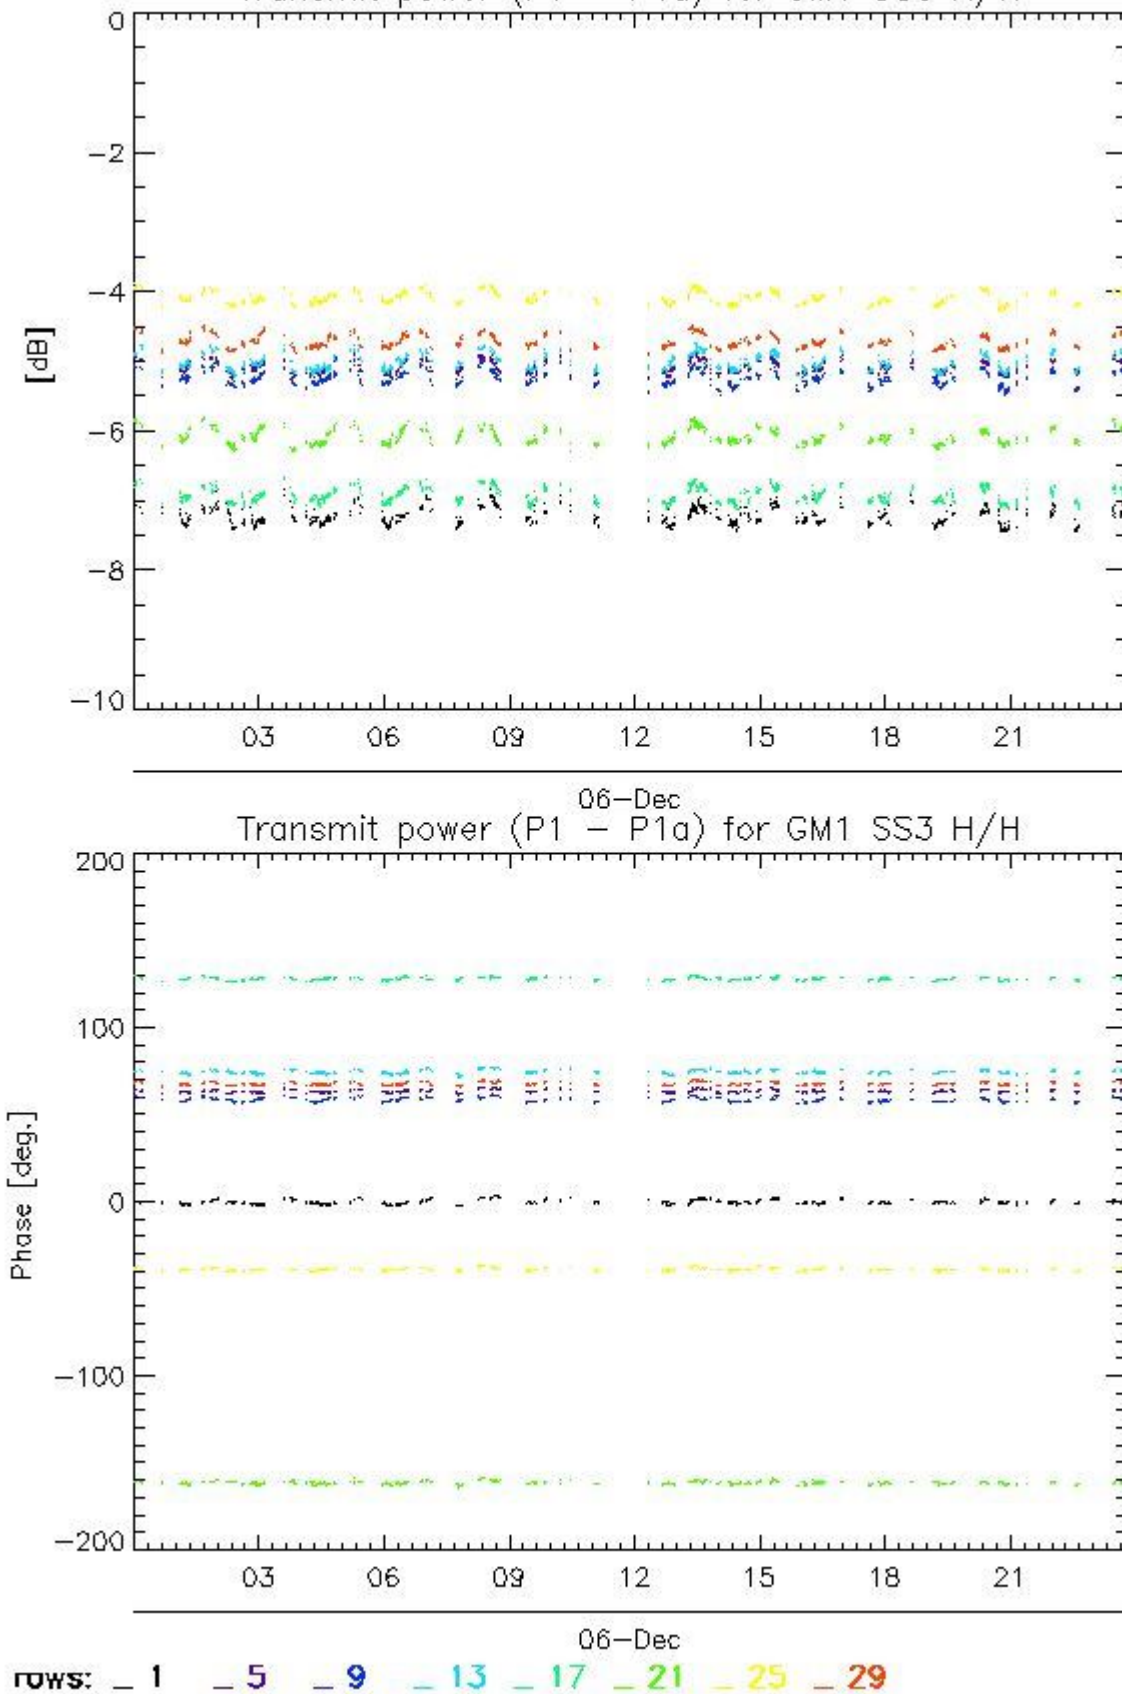 0
-2
-4
[dB]
-6
-8
-10
03 06 09 12 15 18 21
06-Dec
Transmit power (P1 - P1a) for GM1 SS3 H/H
200
100
0
Phase [deg.]
-100
-200
03 06 09 12 15 18 21
06-Dec
rows: _ 1 _ 5 _ 9 _ 13 _ 17 _ 21 _ 25 _ 29